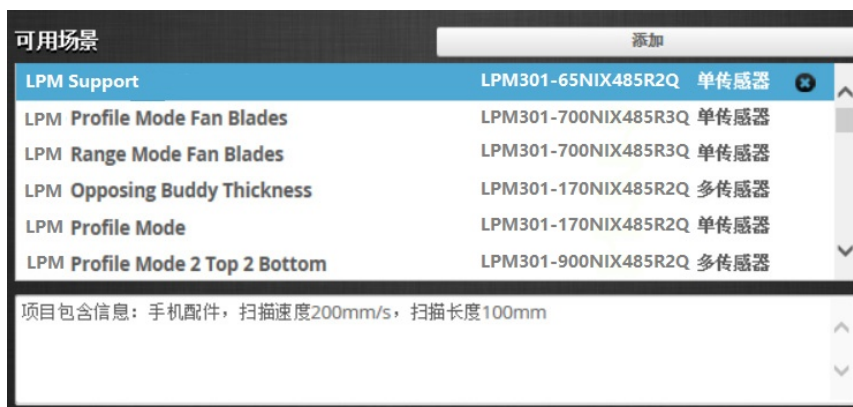 可用场景 添加
LPM Support LPM301-65NIX485R2Q 单传感器
LPM Profile Mode Fan Blades LPM301-700NIX485R3Q 单传感器
LPM Range Mode Fan Blades LPM301-700NIX485R3Q 单传感器
LPM Opposing Buddy Thickness LPM301-170NIX485R2Q 多传感器
LPM Profile Mode LPM301-170NIX485R2Q 单传感器
LPM Profile Mode 2 Top 2 Bottom LPM301-900NIX485R2Q 多传感器
项目包含信息：手机配件，扫描速度200mm/s，扫描长度100mm